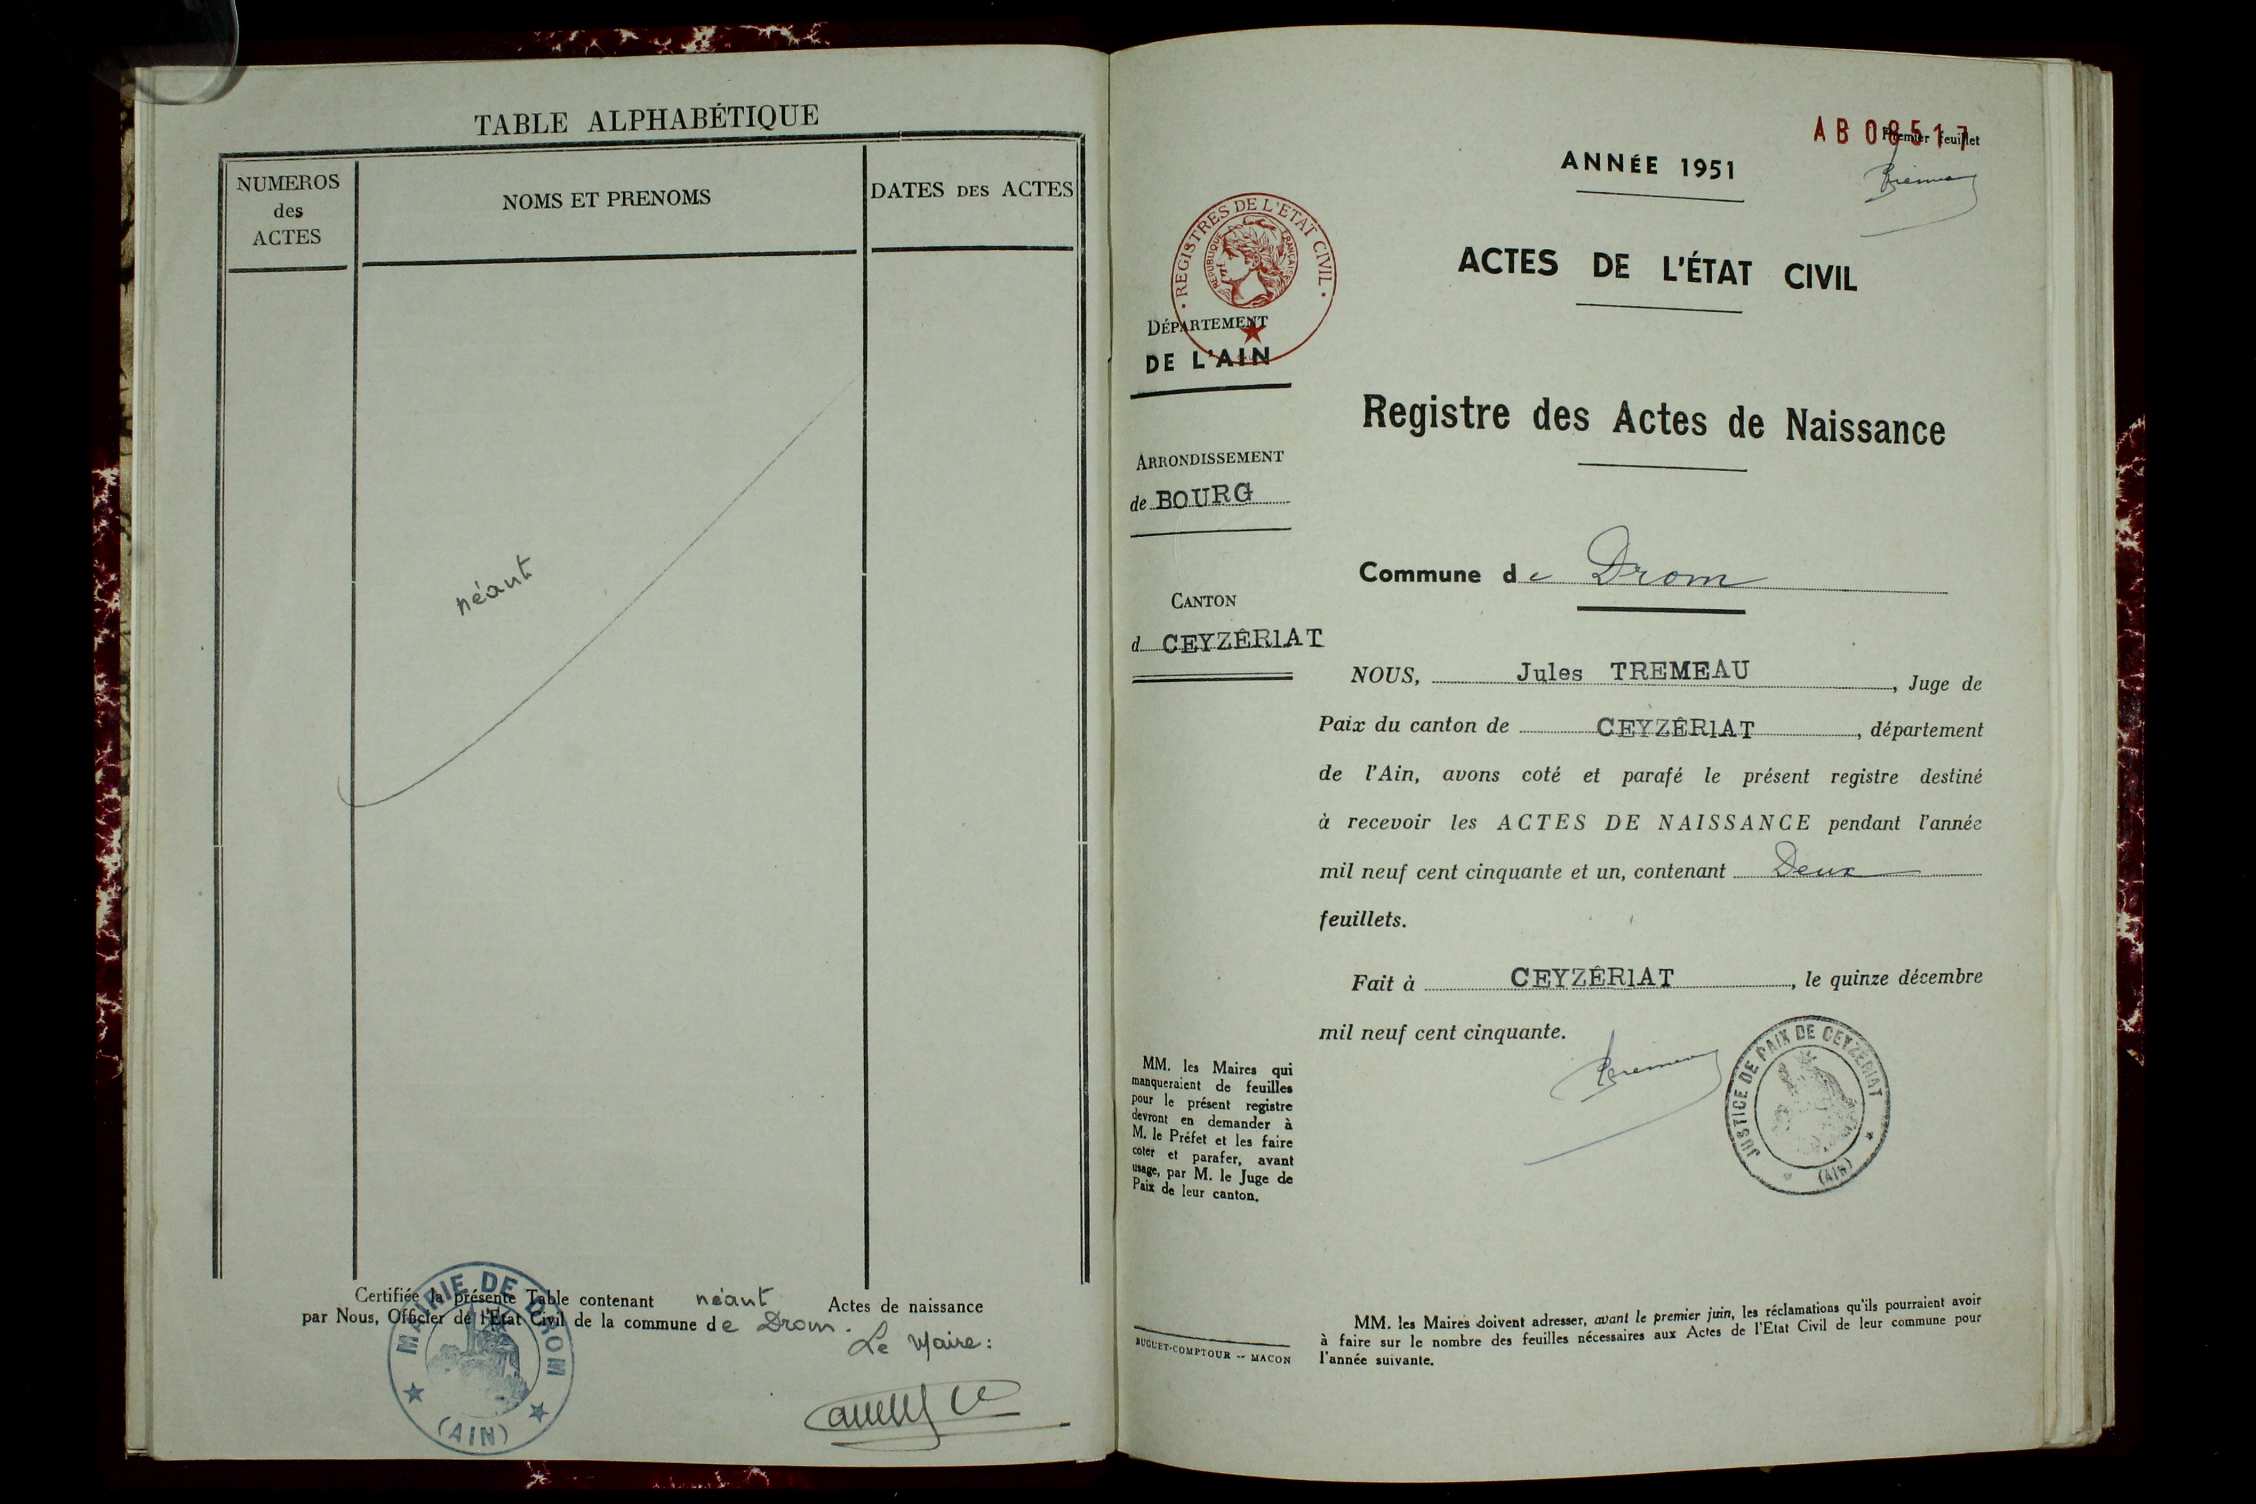 TABLE ALPHABÉTIQUE
NUMEROS
des
ACTES
NOMS ET PRENOMS
DATES DES ACTES
néant
Certifiée la présente Table contenant néant Actes de naissance
par Nous, Officier de l'Etat Civil de la commune de Drom.
Le Maire :
MAIRIE DE DROM
(AIN)
AB 08517
Premier feuillet
ANNÉE 1951
REGISTRES DE L'ETAT CIVIL
REPUBLIQUE FRANÇAISE
ACTES DE L'ÉTAT CIVIL
DÉPARTEMENT
DE L'AIN
Registre des Actes de Naissance
ARRONDISSEMENT
de BOURG
Commune de Drom
CANTON
d CEYZÊRIAT
NOUS, Jules TREMEAU, Juge de
Paix du canton de CEYZÊRIAT, département
de l'Ain, avons coté et parafé le présent registre destiné
à recevoir les ACTES DE NAISSANCE pendant l'année
mil neuf cent cinquante et un, contenant Deux
feuillets.
Fait à CEYZÊRIAT, le quinze décembre
mil neuf cent cinquante.
JUSTICE DE PAIX DE CEYZÉRIAT
(AIN)
MM. les Maires qui
manqueraient de feuilles
pour le présent registre
devront en demander à
M. le Préfet et les faire
coter et parafer, avant
usage, par M. le Juge de
Paix de leur canton.
BUGUET-COMPTOUR -- MACON
MM. les Maires doivent adresser, avant le premier juin, les réclamations qu'ils pourraient avoir
à faire sur le nombre des feuilles nécessaires aux Actes de l'Etat Civil de leur commune pour
l'année suivante.